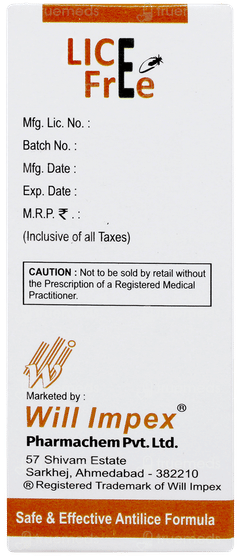 LICE
FrEe
Mfg. Lic. No. :
Batch No. :
Mfg. Date :
Exp. Date :
M.R.P. ₹ . :
(Inclusive of all Taxes)
CAUTION : Not to be sold by retail without
the Prescription of a Registered Medical
Practitioner.
Marketed by :
Will Impex®
Pharmachem Pvt. Ltd.
57 Shivam Estate
Sarkhej, Ahmedabad - 382210
® Registered Trademark of Will Impex
Safe & Effective Antilice Formula